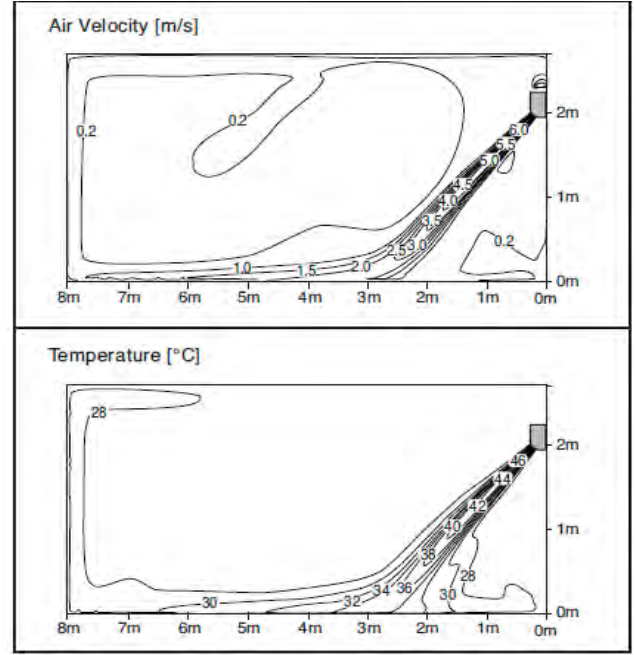 Air Velocity [m/s]
0.2
0.2
2m
6.0
5.5
5.0
4.5
4.0
1m
3.5
2.5 3.0
0.2
1.0
1.5
2.0
0m
8m 7m 6m 5m 4m 3m 2m 1m 0m
Temperature [°C]
28
2m
46
44
42
40
1m
38
28
34 36
30
30
32
0m
8m 7m 6m 5m 4m 3m 2m 1m 0m